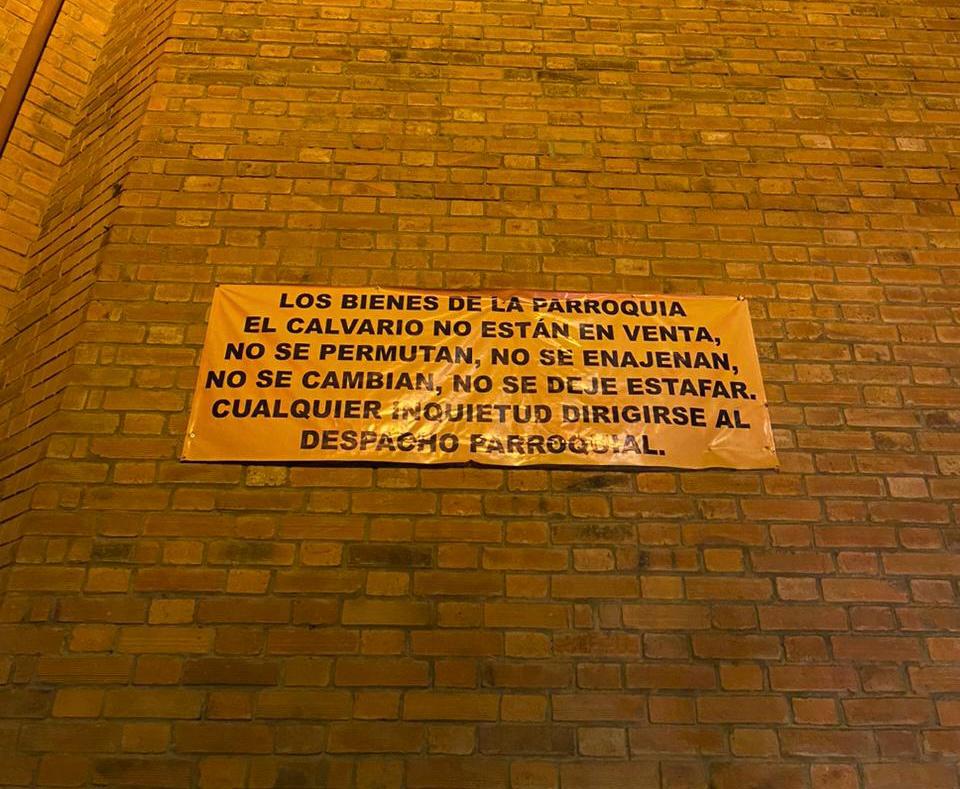 LOS BIENES DE LA PARROQUIA
EL CALVARIO NO ESTÁN EN VENTA,
NO SE PERMUTAN, NO SE ENAJENAN,
NO SE CAMBIAN, NO SE DEJE ESTAFAR.
CUALQUIER INQUIETUD DIRIGIRSE AL
DESPACHO PARROQUIAL.